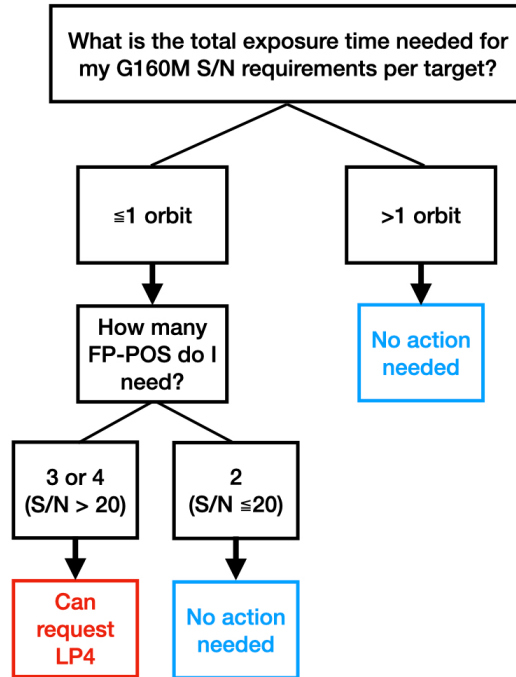 What is the total exposure time needed for
my G160M S/N requirements per target?
≦1 orbit
>1 orbit
How many
FP-POS do I
need?
No action
needed
3 or 4
(S/N > 20)
2
(S/N ≦20)
Can
request
LP4
No action
needed